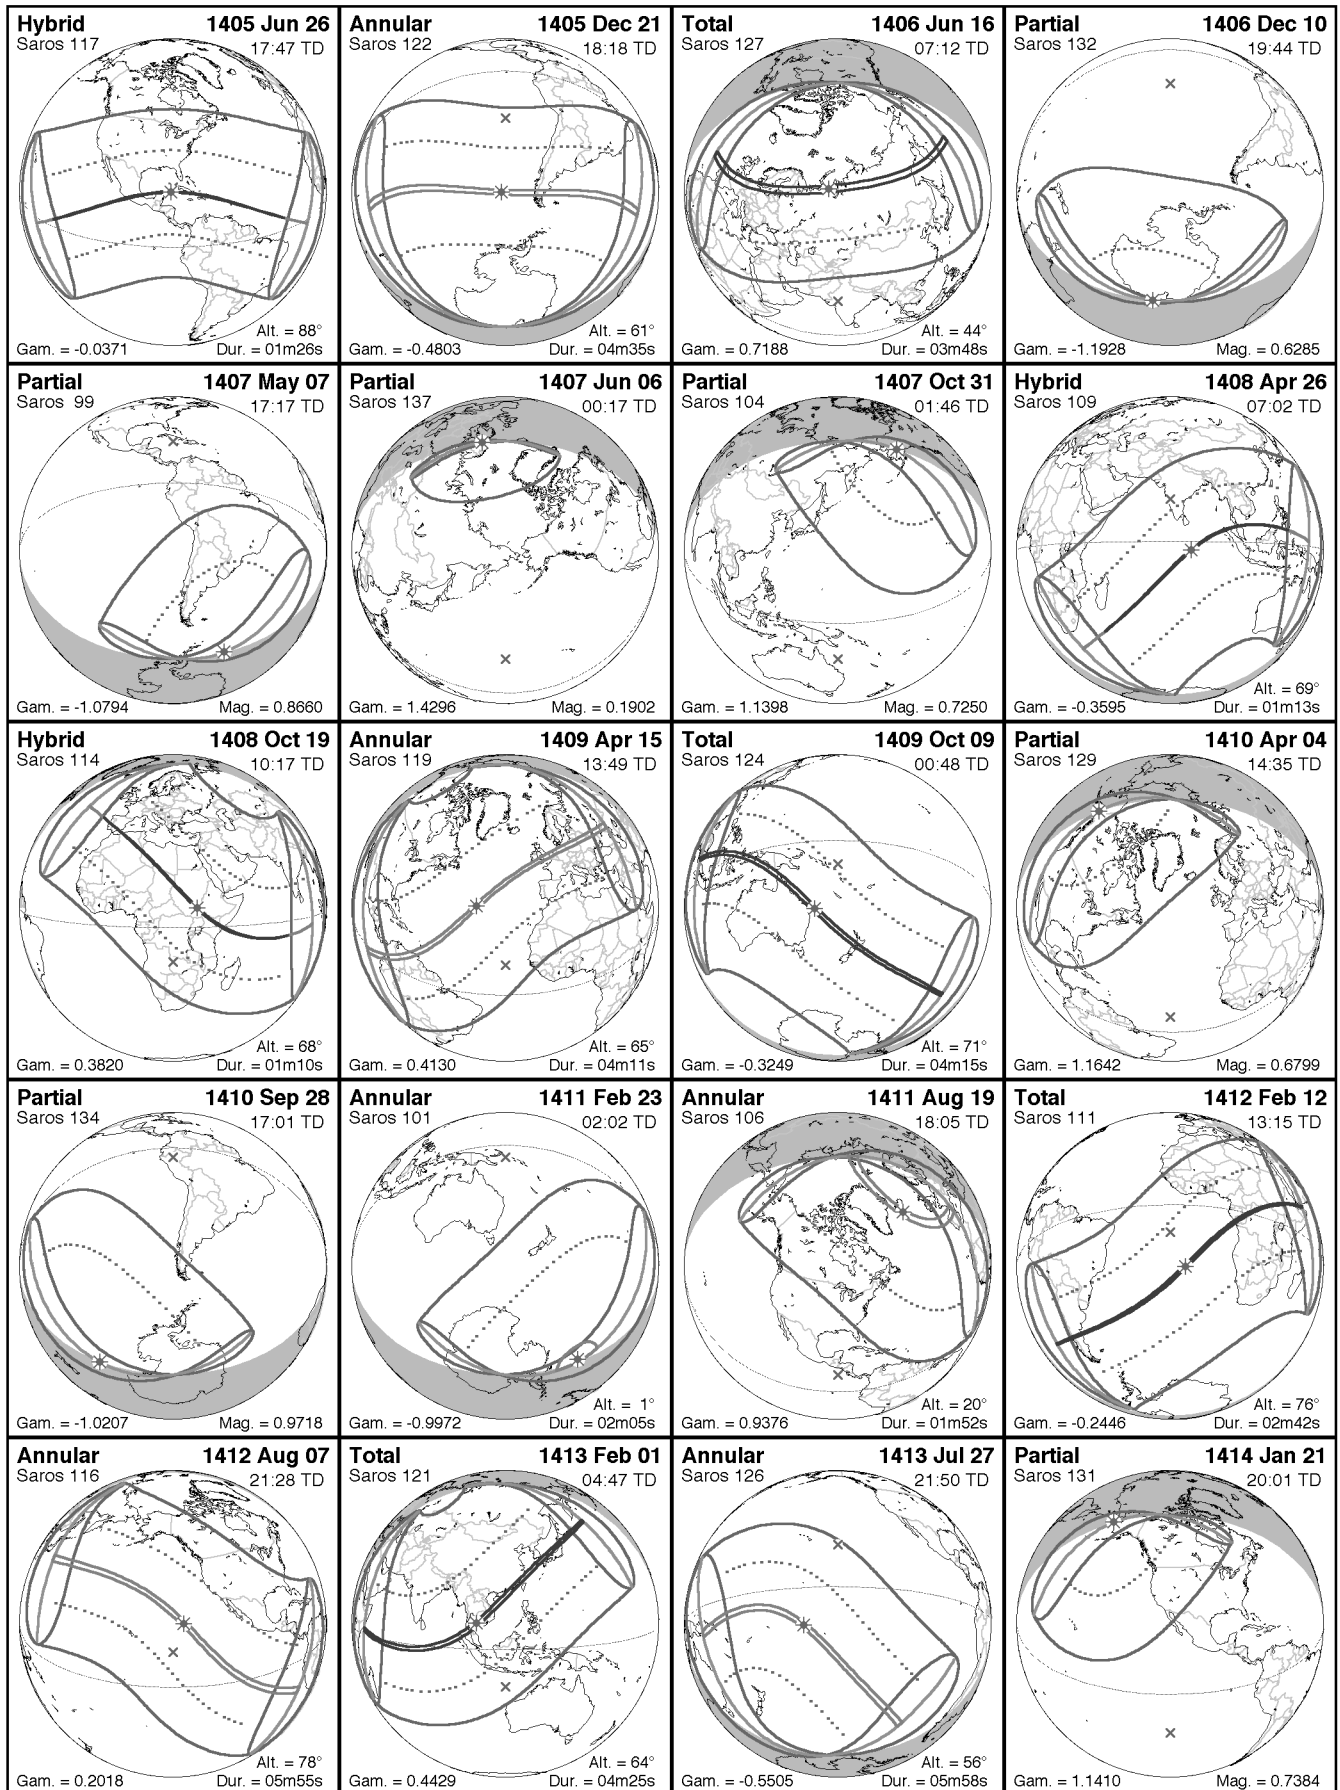 Hybrid 1405 Jun 26
Saros 117 17:47 TD
Alt. = 88°
Gam. = -0.0371 Dur. = 01m26s
Annular 1405 Dec 21
Saros 122 18:18 TD
Alt. = 61°
Gam. = -0.4803 Dur. = 04m35s
Total 1406 Jun 16
Saros 127 07:12 TD
Alt. = 44°
Gam. = 0.7188 Dur. = 03m48s
Partial 1406 Dec 10
Saros 132 19:44 TD
Gam. = -1.1928 Mag. = 0.6285
Partial 1407 May 07
Saros 99 17:17 TD
Gam. = -1.0794 Mag. = 0.8660
Partial 1407 Jun 06
Saros 137 00:17 TD
Gam. = 1.4296 Mag. = 0.1902
Partial 1407 Oct 31
Saros 104 01:46 TD
Gam. = 1.1398 Mag. = 0.7250
Hybrid 1408 Apr 26
Saros 109 07:02 TD
Alt. = 69°
Gam. = -0.3595 Dur. = 01m13s
Hybrid 1408 Oct 19
Saros 114 10:17 TD
Alt. = 68°
Gam. = 0.3820 Dur. = 01m10s
Annular 1409 Apr 15
Saros 119 13:49 TD
Alt. = 65°
Gam. = 0.4130 Dur. = 04m11s
Total 1409 Oct 09
Saros 124 00:48 TD
Alt. = 71°
Gam. = -0.3249 Dur. = 04m15s
Partial 1410 Apr 04
Saros 129 14:35 TD
Gam. = 1.1642 Mag. = 0.6799
Partial 1410 Sep 28
Saros 134 17:01 TD
Gam. = -1.0207 Mag. = 0.9718
Annular 1411 Feb 23
Saros 101 02:02 TD
Alt. = 1°
Gam. = -0.9972 Dur. = 02m05s
Annular 1411 Aug 19
Saros 106 18:05 TD
Alt. = 20°
Gam. = 0.9376 Dur. = 01m52s
Total 1412 Feb 12
Saros 111 13:15 TD
Alt. = 76°
Gam. = -0.2446 Dur. = 02m42s
Annular 1412 Aug 07
Saros 116 21:28 TD
Alt. = 78°
Gam. = 0.2018 Dur. = 05m55s
Total 1413 Feb 01
Saros 121 04:47 TD
Alt. = 64°
Gam. = 0.4429 Dur. = 04m25s
Annular 1413 Jul 27
Saros 126 21:50 TD
Alt. = 56°
Gam. = -0.5505 Dur. = 05m58s
Partial 1414 Jan 21
Saros 131 20:01 TD
Gam. = 1.1410 Mag. = 0.7384